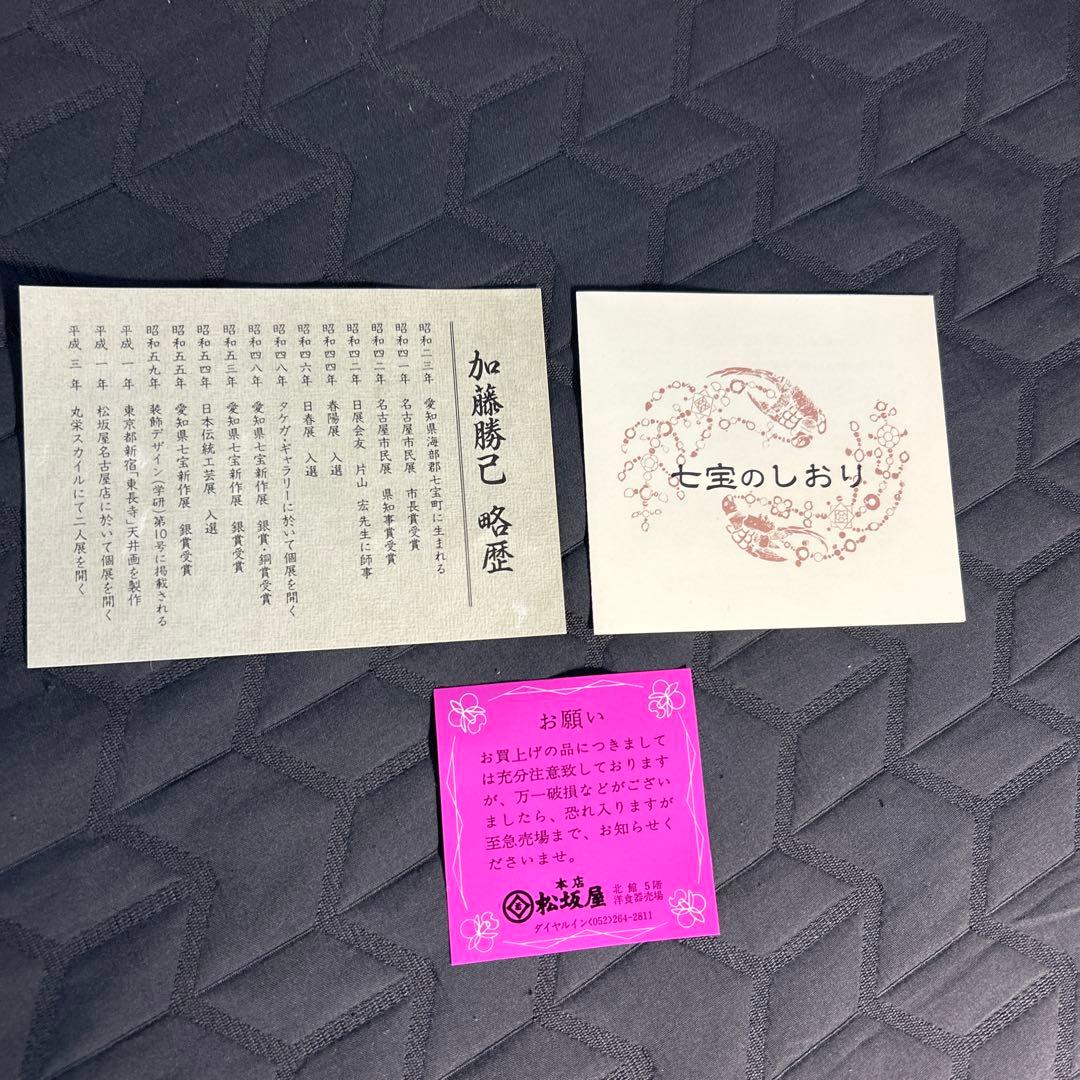 加藤勝己 略歴
昭和二三年 愛知県海部郡七宝町に生まれる
昭和四一年 名古屋市民展 市長賞受賞
昭和四二年 名古屋市民展 県知事賞受賞
昭和四二年 日展会友 片山 宏先生に師事
昭和四四年 春陽展 入選
昭和四六年 日春展 入選
昭和四八年 タケガ・ギャラリーに於いて個展を開く
昭和四八年 愛知県七宝新作展 銀賞・銅賞受賞
昭和五三年 愛知県七宝新作展 銀賞受賞
昭和五四年 日本伝統工芸展 入選
昭和五五年 愛知県七宝新作展 銀賞受賞
昭和五九年 装飾デザイン(学研)第10号に掲載される
平成一年 東京都新宿「東長寺」天井画を製作
平成一年 松坂屋名古屋店に於いて個展を開く
平成三年 丸栄スカイルにて二人展を開く
七宝のしおり
お願い
お買上げの品につきまして
は充分注意致しております
が、万一破損などがござい
ましたら、恐れ入りますが
至急売場まで、お知らせく
ださいませ。
本店
松坂屋
北館5階
洋食器売場
ダイヤルイン〈052〉264-2811